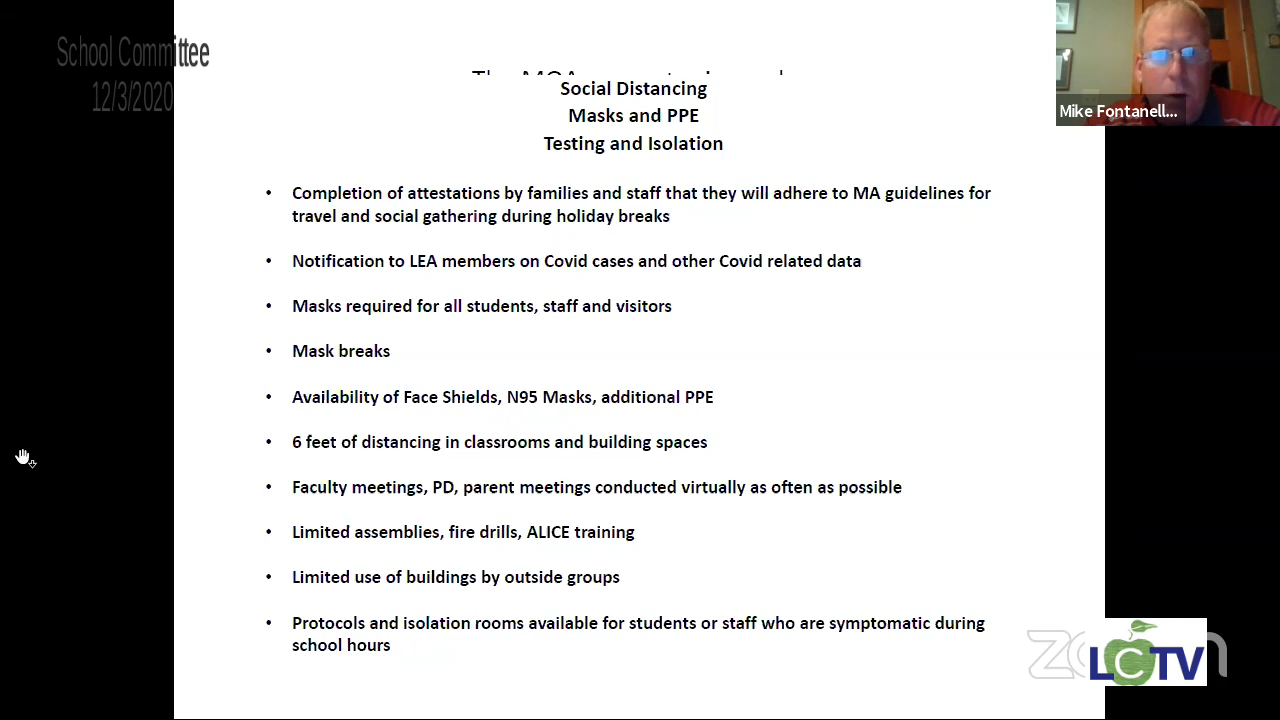 School Committee
12/3/2020
Social Distancing
Masks and PPE
Testing and Isolation
• Completion of attestations by families and staff that they will adhere to MA guidelines for
travel and social gathering during holiday breaks
• Notification to LEA members on Covid cases and other Covid related data
• Masks required for all students, staff and visitors
• Mask breaks
• Availability of Face Shields, N95 Masks, additional PPE
• 6 feet of distancing in classrooms and building spaces
• Faculty meetings, PD, parent meetings conducted virtually as often as possible
• Limited assemblies, fire drills, ALICE training
• Limited use of buildings by outside groups
• Protocols and isolation rooms available for students or staff who are symptomatic during
school hours
Mike Fontanell...
LCTV